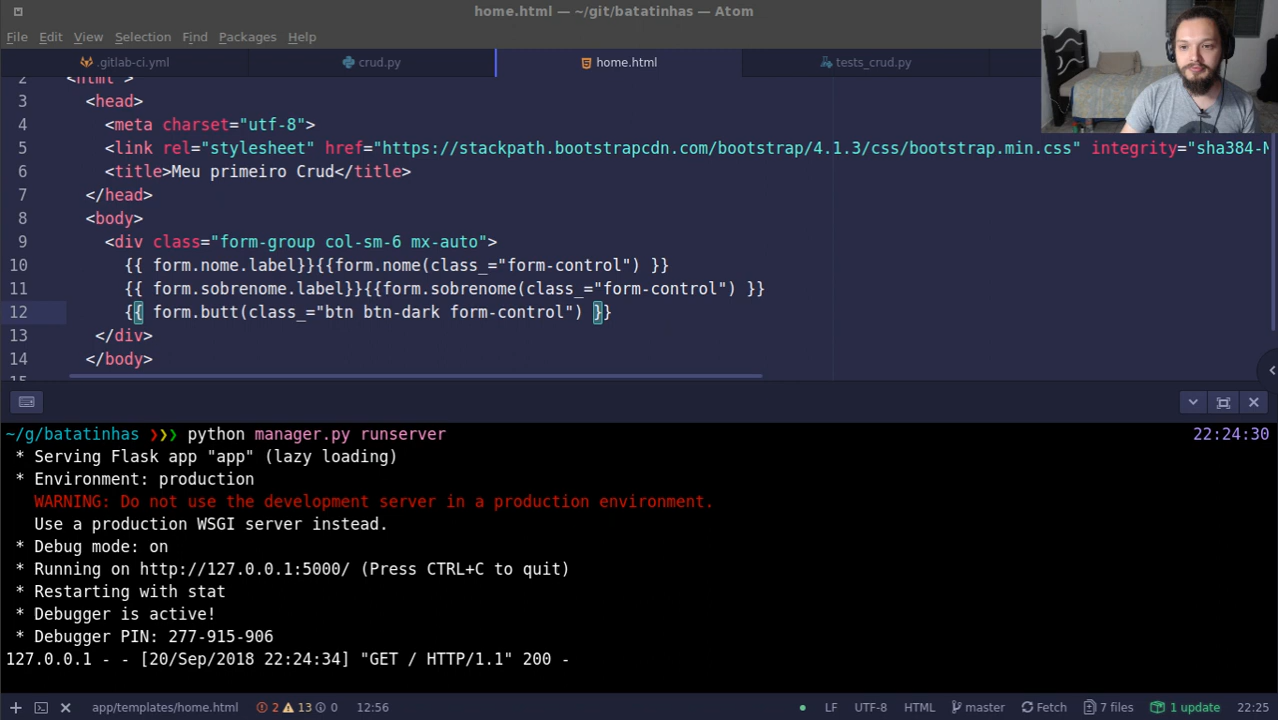 home.html — ~/git/batatinhas — Atom
File Edit View Selection Find Packages Help
.gitlab-ci.yml crud.py home.html tests_crud.py
2 <html >
3 <head>
4 <meta charset="utf-8">
5 <link rel="stylesheet" href="https://stackpath.bootstrapcdn.com/bootstrap/4.1.3/css/bootstrap.min.css" integrity="sha384-M
6 <title>Meu primeiro Crud</title>
7 </head>
8 <body>
9 <div class="form-group col-sm-6 mx-auto">
10 {{ form.nome.label}}{{form.nome(class_="form-control") }}
11 {{ form.sobrenome.label}}{{form.sobrenome(class_="form-control") }}
12 {{ form.butt(class_="btn btn-dark form-control") }}
13 </div>
14 </body>
15
~/g/batatinhas ❯❯❯ python manager.py runserver 22:24:30
* Serving Flask app "app" (lazy loading)
* Environment: production
WARNING: Do not use the development server in a production environment.
Use a production WSGI server instead.
* Debug mode: on
* Running on http://127.0.0.1:5000/ (Press CTRL+C to quit)
* Restarting with stat
* Debugger is active!
* Debugger PIN: 277-915-906
127.0.0.1 - - [20/Sep/2018 22:24:34] "GET / HTTP/1.1" 200 -
app/templates/home.html 2 13 0 12:56 LF UTF-8 HTML master Fetch 7 files 1 update 22:25